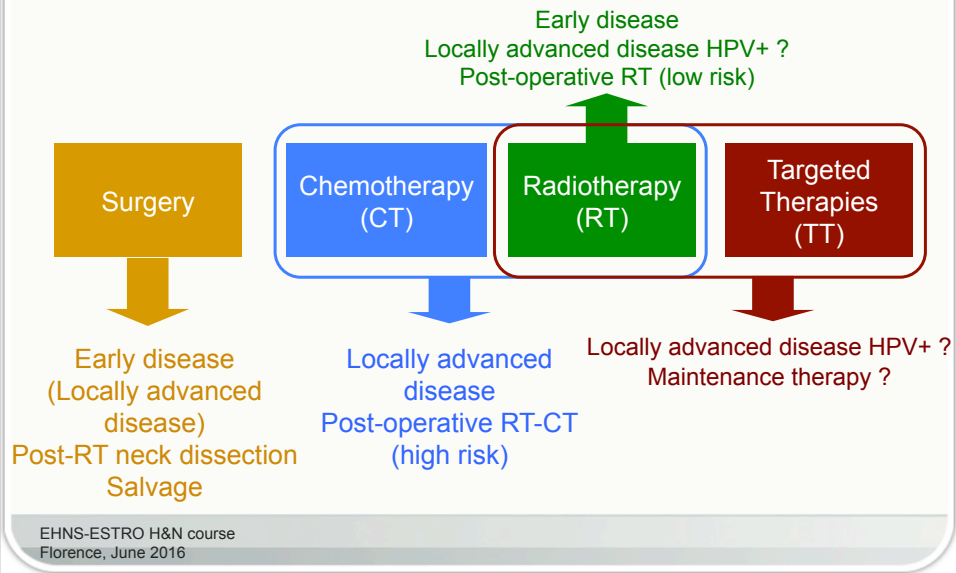 Early disease
Locally advanced disease HPV+ ?
Post-operative RT (low risk)
Surgery
Chemotherapy
(CT)
Radiotherapy
(RT)
Targeted
Therapies
(TT)
Early disease
(Locally advanced
disease)
Post-RT neck dissection
Salvage
Locally advanced
disease
Post-operative RT-CT
(high risk)
Locally advanced disease HPV+ ?
Maintenance therapy ?
EHNS-ESTRO H&N course
Florence, June 2016